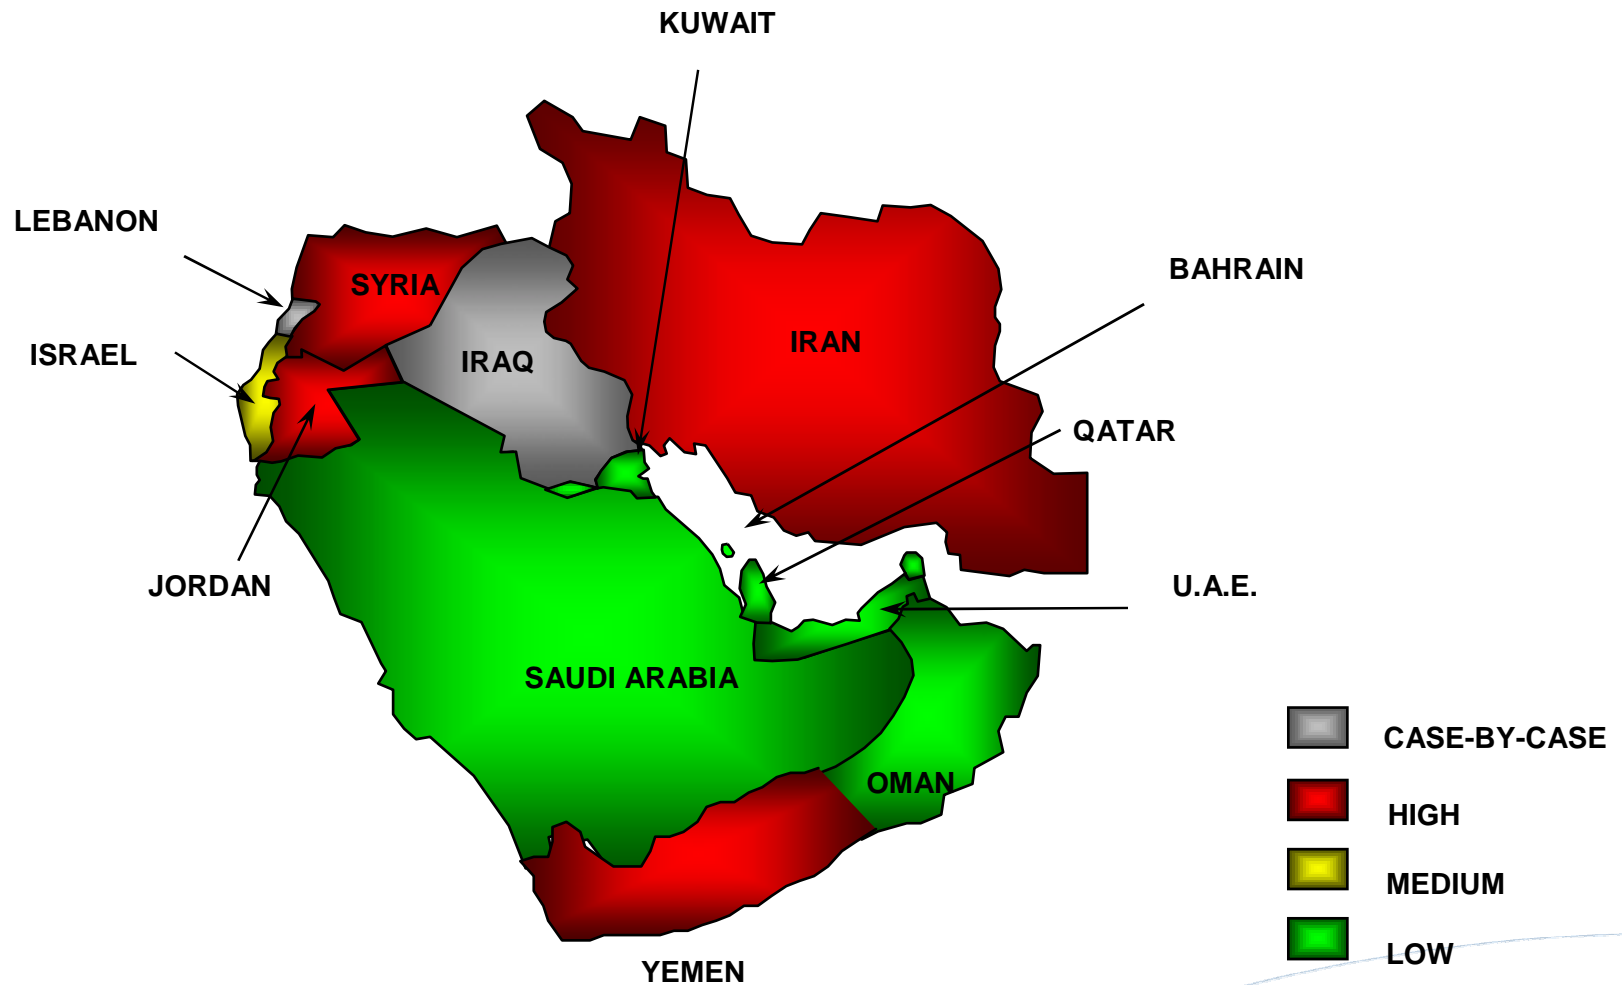 KUWAIT
LEBANON
BAHRAIN
SYRIA
IRAN
ISRAEL
IRAQ
QATAR
JORDAN
U.A.E.
SAUDI ARABIA
CASE-BY-CASE
OMAN
HIGH
MEDIUM
LOW
YEMEN